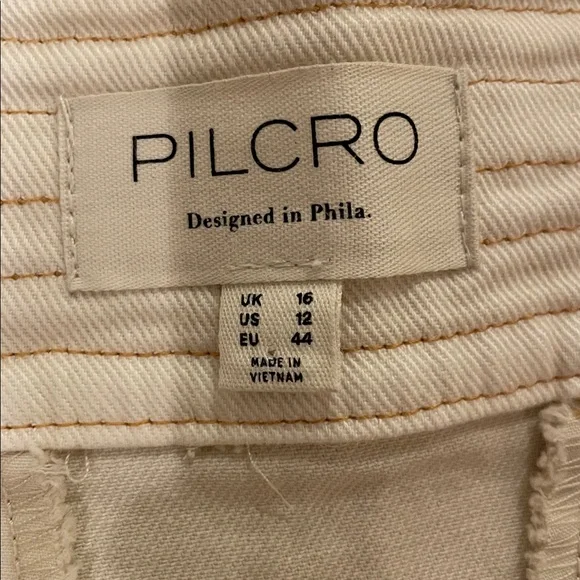 PILCRO
Designed in Phila.
UK 16
US 12
EU 44
MADE IN
VIETNAM